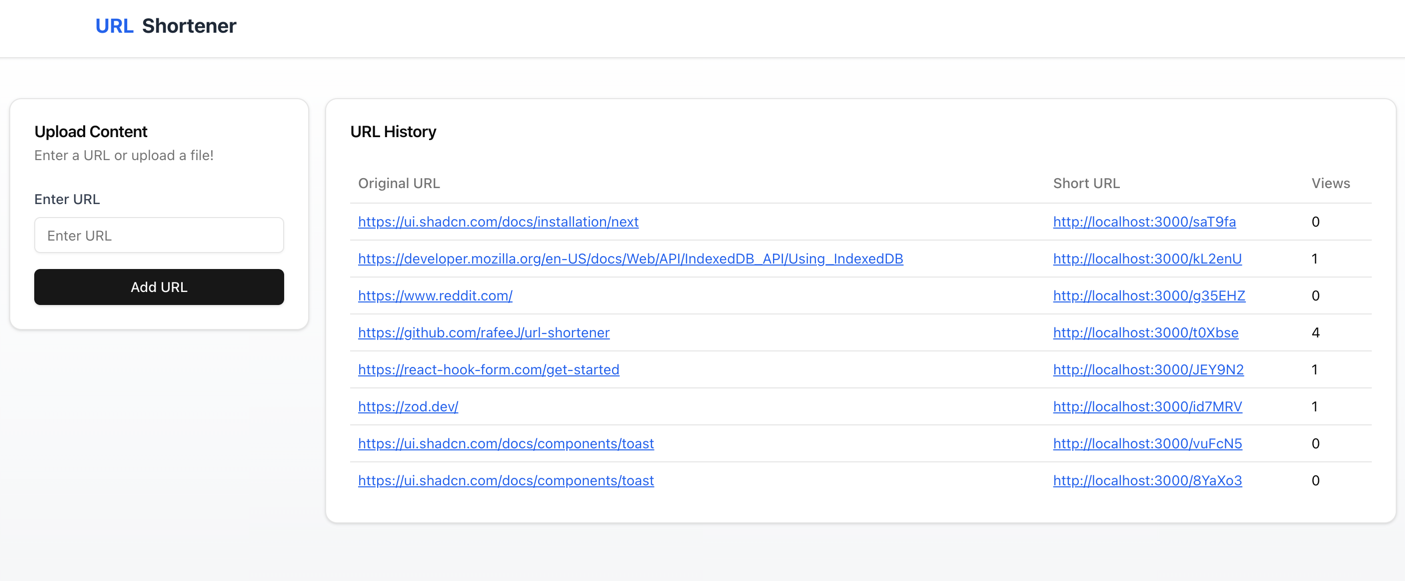 URL Shortener
Upload Content
Enter a URL or upload a file!
Enter URL
Enter URL
Add URL
URL History
Original URL Short URL Views
https://ui.shadcn.com/docs/installation/next http://localhost:3000/saT9fa 0
https://developer.mozilla.org/en-US/docs/Web/API/IndexedDB_API/Using_IndexedDB http://localhost:3000/kL2enU 1
https://www.reddit.com/ http://localhost:3000/g35EHZ 0
https://github.com/rafeeJ/url-shortener http://localhost:3000/t0Xbse 4
https://react-hook-form.com/get-started http://localhost:3000/JEY9N2 1
https://zod.dev/ http://localhost:3000/id7MRV 1
https://ui.shadcn.com/docs/components/toast http://localhost:3000/vuFcN5 0
https://ui.shadcn.com/docs/components/toast http://localhost:3000/8YaXo3 0